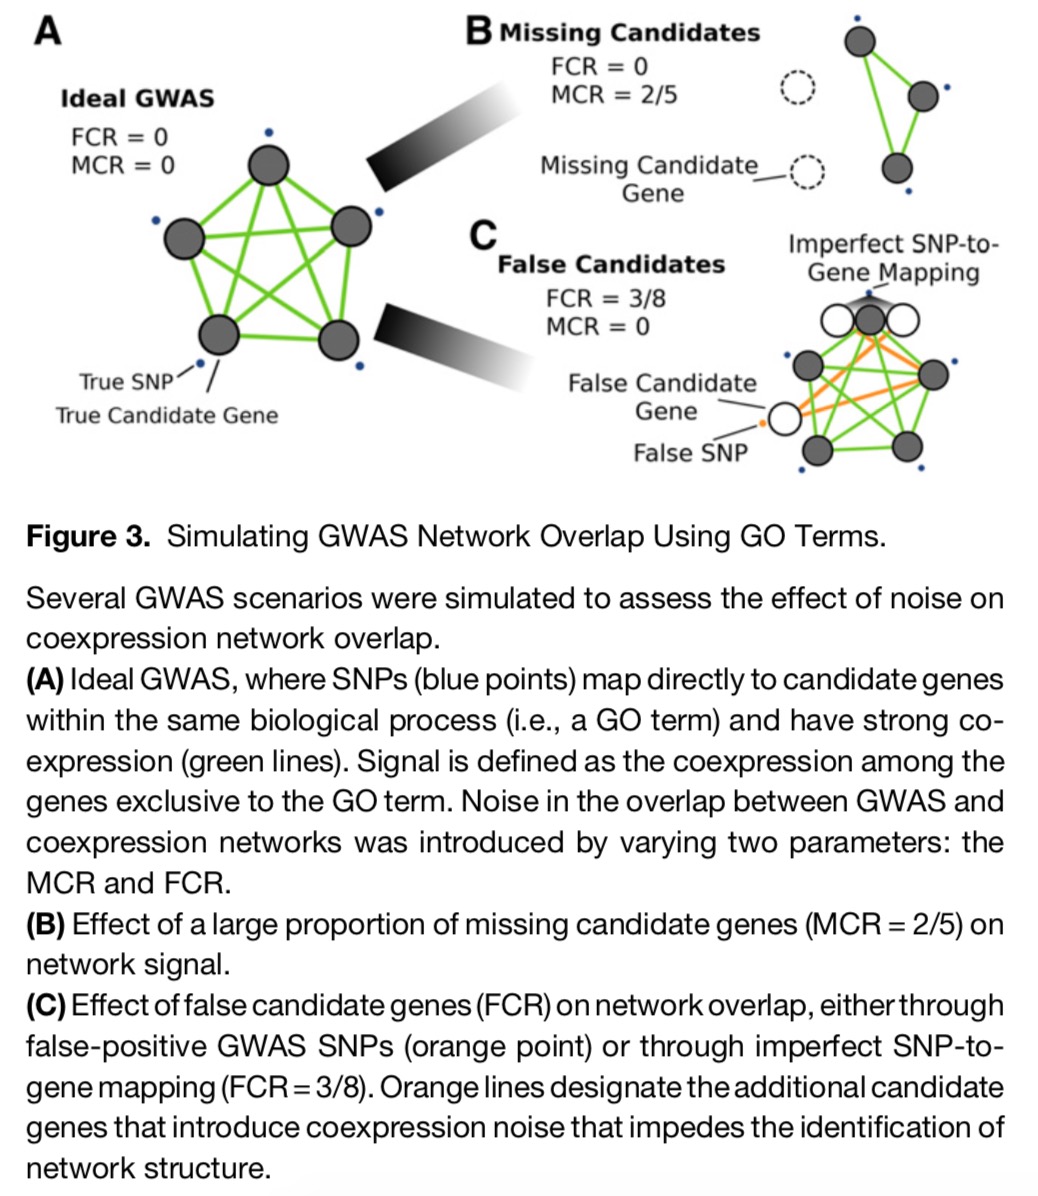 A
Ideal GWAS
FCR = 0
MCR = 0
True SNP
True Candidate Gene
B Missing Candidates
FCR = 0
MCR = 2/5
Missing Candidate
Gene
C
False Candidates
FCR = 3/8
MCR = 0
Imperfect SNP-to-
Gene Mapping
False Candidate
Gene
False SNP
Figure 3. Simulating GWAS Network Overlap Using GO Terms.
Several GWAS scenarios were simulated to assess the effect of noise on
coexpression network overlap.
(A) Ideal GWAS, where SNPs (blue points) map directly to candidate genes
within the same biological process (i.e., a GO term) and have strong co-
expression (green lines). Signal is defined as the coexpression among the
genes exclusive to the GO term. Noise in the overlap between GWAS and
coexpression networks was introduced by varying two parameters: the
MCR and FCR.
(B) Effect of a large proportion of missing candidate genes (MCR = 2/5) on
network signal.
(C) Effect of false candidate genes (FCR) on network overlap, either through
false-positive GWAS SNPs (orange point) or through imperfect SNP-to-
gene mapping (FCR = 3/8). Orange lines designate the additional candidate
genes that introduce coexpression noise that impedes the identification of
network structure.